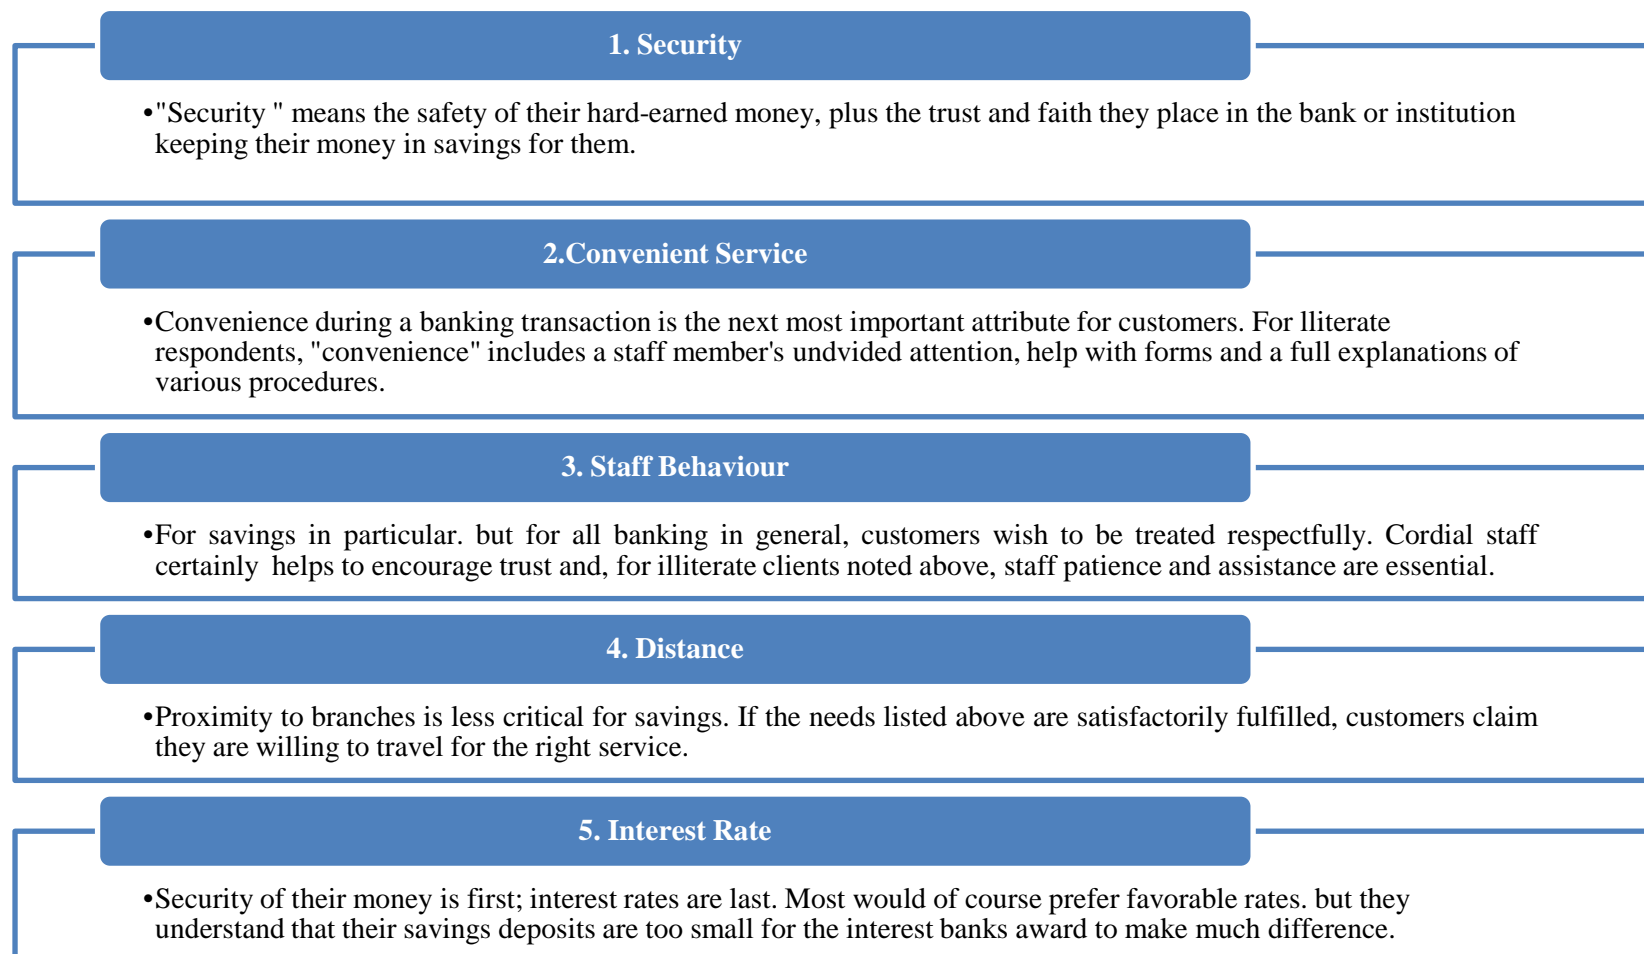 1. Security
•"Security " means the safety of their hard-earned money, plus the trust and faith they place in the bank or institution
keeping their money in savings for them.
2.Convenient Service
•Convenience during a banking transaction is the next most important attribute for customers. For lliterate
respondents, "convenience" includes a staff member's undvided attention, help with forms and a full explanations of
various procedures.
3. Staff Behaviour
•For savings in particular. but for all banking in general, customers wish to be treated respectfully. Cordial staff
certainly helps to encourage trust and, for illiterate clients noted above, staff patience and assistance are essential.
4. Distance
•Proximity to branches is less critical for savings. If the needs listed above are satisfactorily fulfilled, customers claim
they are willing to travel for the right service.
5. Interest Rate
•Security of their money is first; interest rates are last. Most would of course prefer favorable rates. but they
understand that their savings deposits are too small for the interest banks award to make much difference.